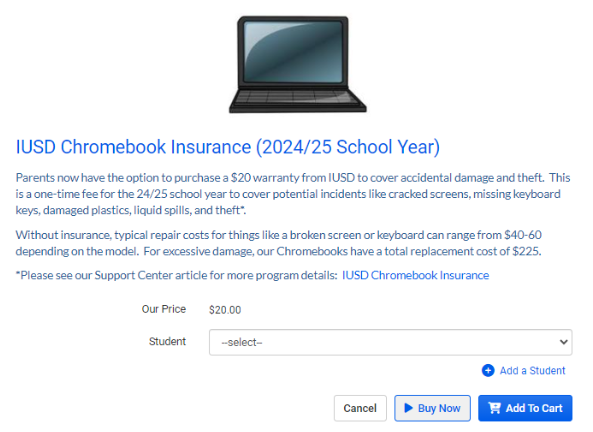 IUSD Chromebook Insurance (2024/25 School Year)
Parents now have the option to purchase a $20 warranty from IUSD to cover accidental damage and theft. This
is a one-time fee for the 24/25 school year to cover potential incidents like cracked screens, missing keyboard
keys, damaged plastics, liquid spills, and theft*.
Without insurance, typical repair costs for things like a broken screen or keyboard can range from $40-60
depending on the model. For excessive damage, our Chromebooks have a total replacement cost of $225.
*Please see our Support Center article for more program details: IUSD Chromebook Insurance
Our Price $20.00
Student --select--
Add a Student
Cancel Buy Now Add To Cart